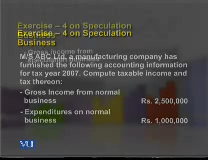 Exercise – 4 on Speculation
Business
M/S ABC Ltd, a manufacturing company has
furnished the following accounting information
for tax year 2007. Compute taxable income and
tax thereon:
- Gross Income from normal
business Rs. 2,500,000
- Expenditures on normal
business Rs. 1,000,000
VU